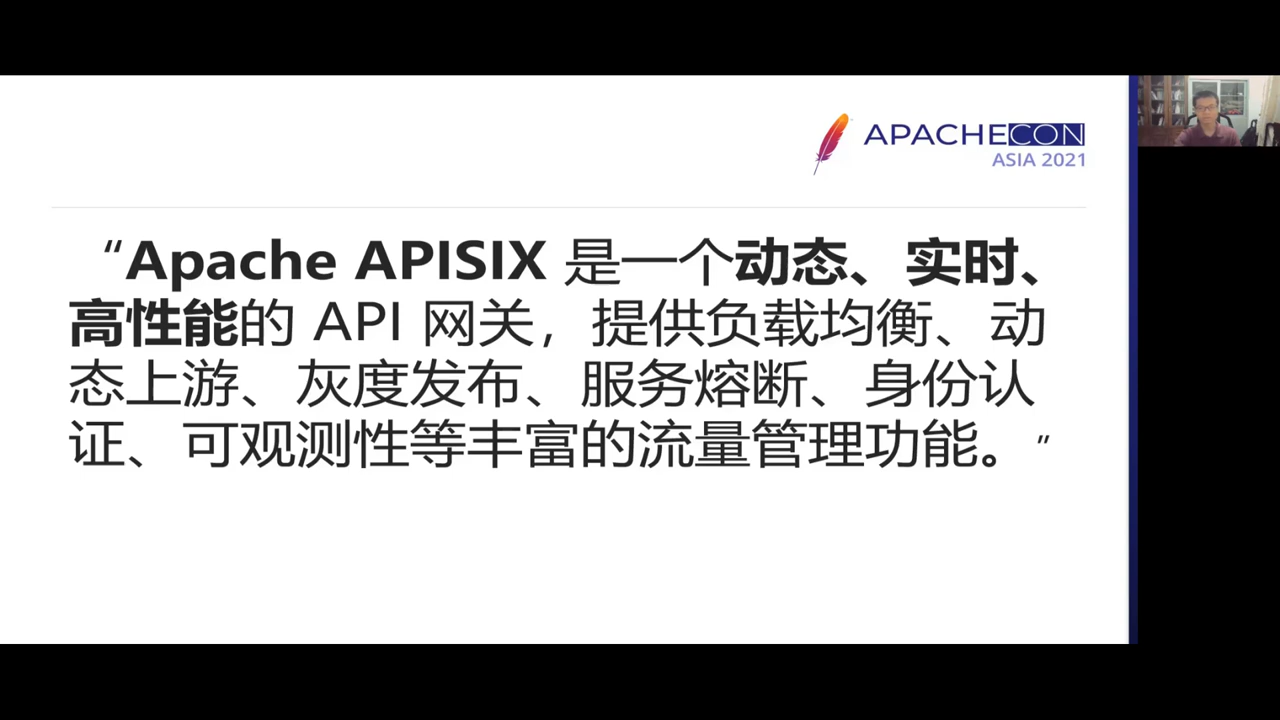 APACHECON
ASIA 2021
“Apache APISIX 是一个动态、实时、
高性能的 API 网关，提供负载均衡、动
态上游、灰度发布、服务熔断、身份认
证、可观测性等丰富的流量管理功能。”